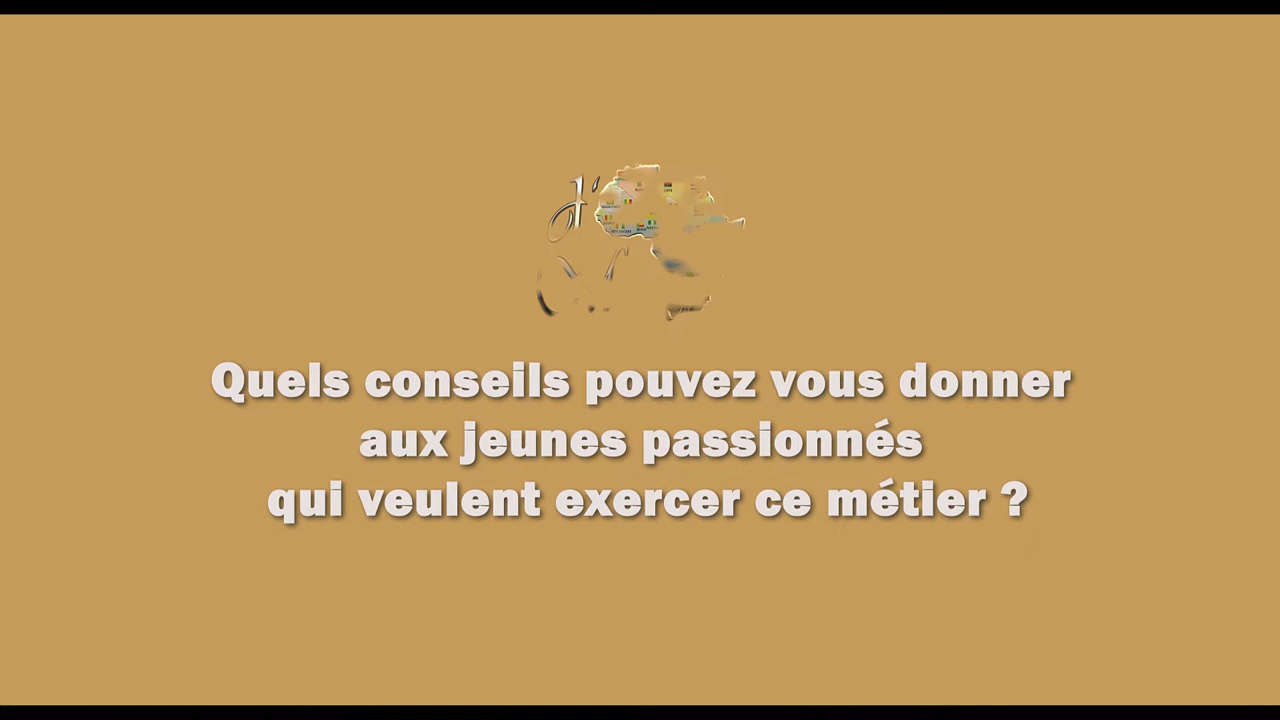 d'
Quels conseils pouvez vous donner
aux jeunes passionnés
qui veulent exercer ce métier ?